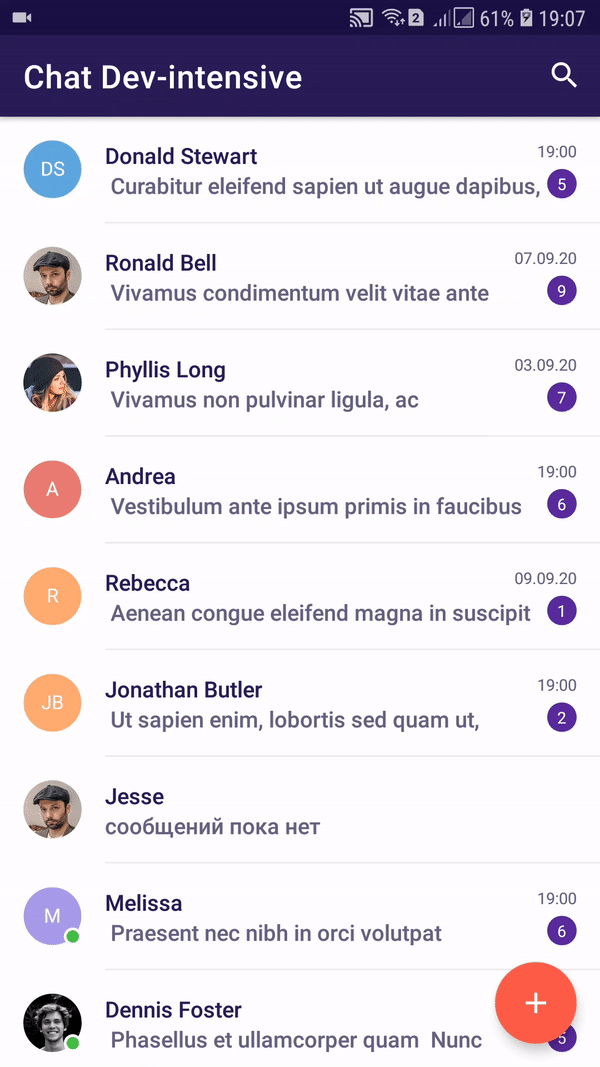 2 61% 19:07
Chat Dev-intensive
DS Donald Stewart 19:00
Curabitur eleifend sapien ut augue dapibus, 5
Ronald Bell 07.09.20
Vivamus condimentum velit vitae ante 9
Phyllis Long 03.09.20
Vivamus non pulvinar ligula, ac 7
A Andrea 19:00
Vestibulum ante ipsum primis in faucibus 6
R Rebecca 09.09.20
Aenean congue eleifend magna in suscipit 1
JB Jonathan Butler 19:00
Ut sapien enim, lobortis sed quam ut, 2
Jesse
сообщений пока нет
M Melissa 19:00
Praesent nec nibh in orci volutpat 6
Dennis Foster
Phasellus et ullamcorper quam Nunc 5